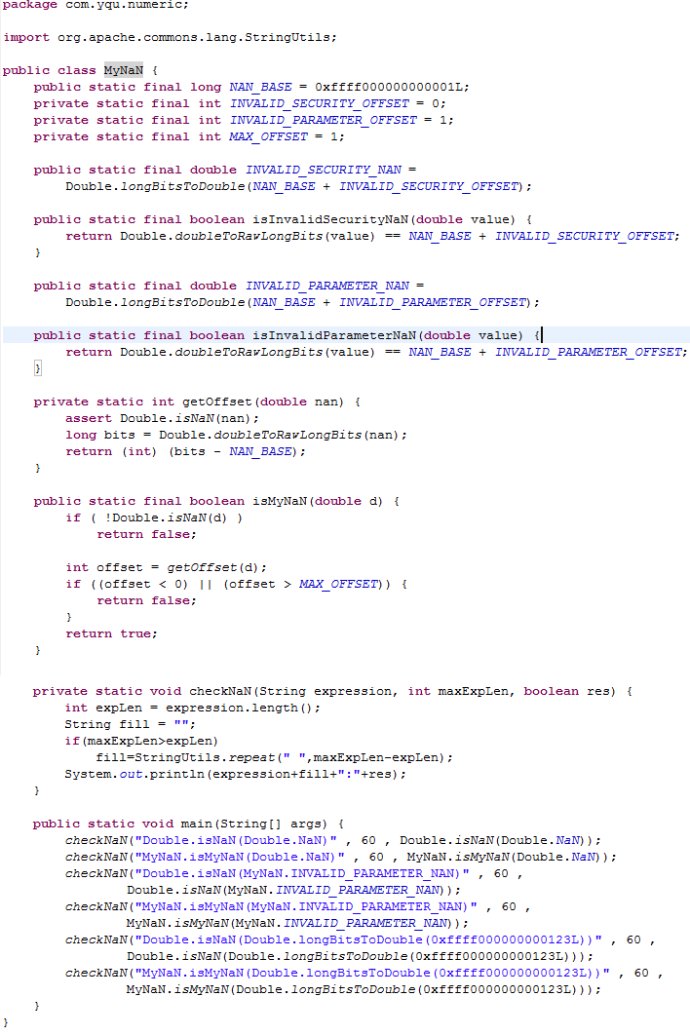 package com.yqu.numeric;
import org.apache.commons.lang.StringUtils;
public class MyNaN {
public static final long NAN_BASE = 0xffff000000000001L;
private static final int INVALID_SECURITY_OFFSET = 0;
private static final int INVALID_PARAMETER_OFFSET = 1;
private static final int MAX_OFFSET = 1;
public static final double INVALID_SECURITY_NAN =
Double.longBitsToDouble(NAN_BASE + INVALID_SECURITY_OFFSET);
public static final boolean isInvalidSecurityNaN(double value) {
return Double.doubleToRawLongBits(value) == NAN_BASE + INVALID_SECURITY_OFFSET;
}
public static final double INVALID_PARAMETER_NAN =
Double.longBitsToDouble(NAN_BASE + INVALID_PARAMETER_OFFSET);
public static final boolean isInvalidParameterNaN(double value) {
return Double.doubleToRawLongBits(value) == NAN_BASE + INVALID_PARAMETER_OFFSET;
}
private static int getOffset(double nan) {
assert Double.isNaN(nan);
long bits = Double.doubleToRawLongBits(nan);
return (int) (bits - NAN_BASE);
}
public static final boolean isMyNaN(double d) {
if ( !Double.isNaN(d) )
return false;
int offset = getOffset(d);
if ((offset < 0) || (offset > MAX_OFFSET)) {
return false;
}
return true;
}
private static void checkNaN(String expression, int maxExpLen, boolean res) {
int expLen = expression.length();
String fill = "";
if(maxExpLen>expLen)
fill=StringUtils.repeat(" ",maxExpLen-expLen);
System.out.println(expression+fill+":"+res);
}
public static void main(String[] args) {
checkNaN("Double.isNaN(Double.NaN)" , 60 , Double.isNaN(Double.NaN));
checkNaN("MyNaN.isMyNaN(Double.NaN)" , 60 , MyNaN.isMyNaN(Double.NaN));
checkNaN("Double.isNaN(MyNaN.INVALID_PARAMETER_NAN)" , 60 ,
Double.isNaN(MyNaN.INVALID_PARAMETER_NAN));
checkNaN("MyNaN.isMyNaN(MyNaN.INVALID_PARAMETER_NAN)" , 60 ,
MyNaN.isMyNaN(MyNaN.INVALID_PARAMETER_NAN));
checkNaN("Double.isNaN(Double.longBitsToDouble(0xffff000000000123L))" , 60 ,
Double.isNaN(Double.longBitsToDouble(0xffff000000000123L)));
checkNaN("MyNaN.isMyNaN(Double.longBitsToDouble(0xffff000000000123L))" , 60 ,
MyNaN.isMyNaN(Double.longBitsToDouble(0xffff000000000123L)));
}
}